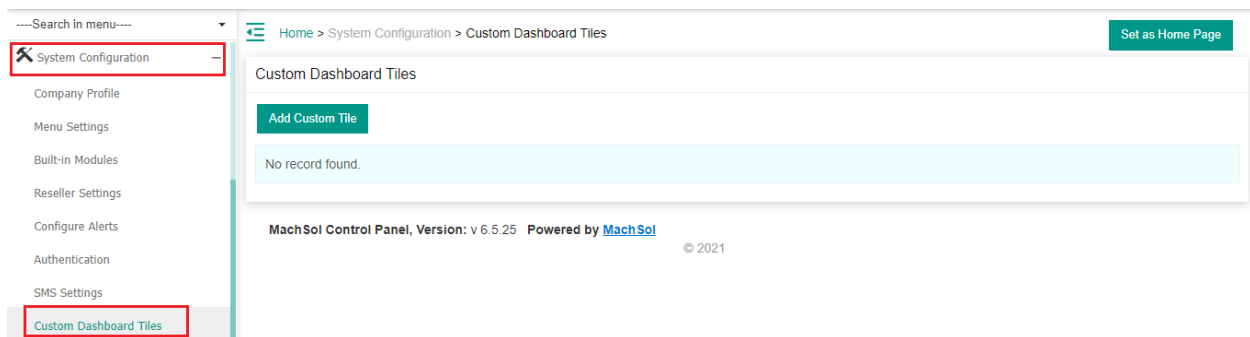 ----Search in menu----
System Configuration
Company Profile
Menu Settings
Built-in Modules
Reseller Settings
Configure Alerts
Authentication
SMS Settings
Custom Dashboard Tiles
Home > System Configuration > Custom Dashboard Tiles
Set as Home Page
Custom Dashboard Tiles
Add Custom Tile
No record found.
MachSol Control Panel, Version: v 6.5.25 Powered by MachSol
© 2021